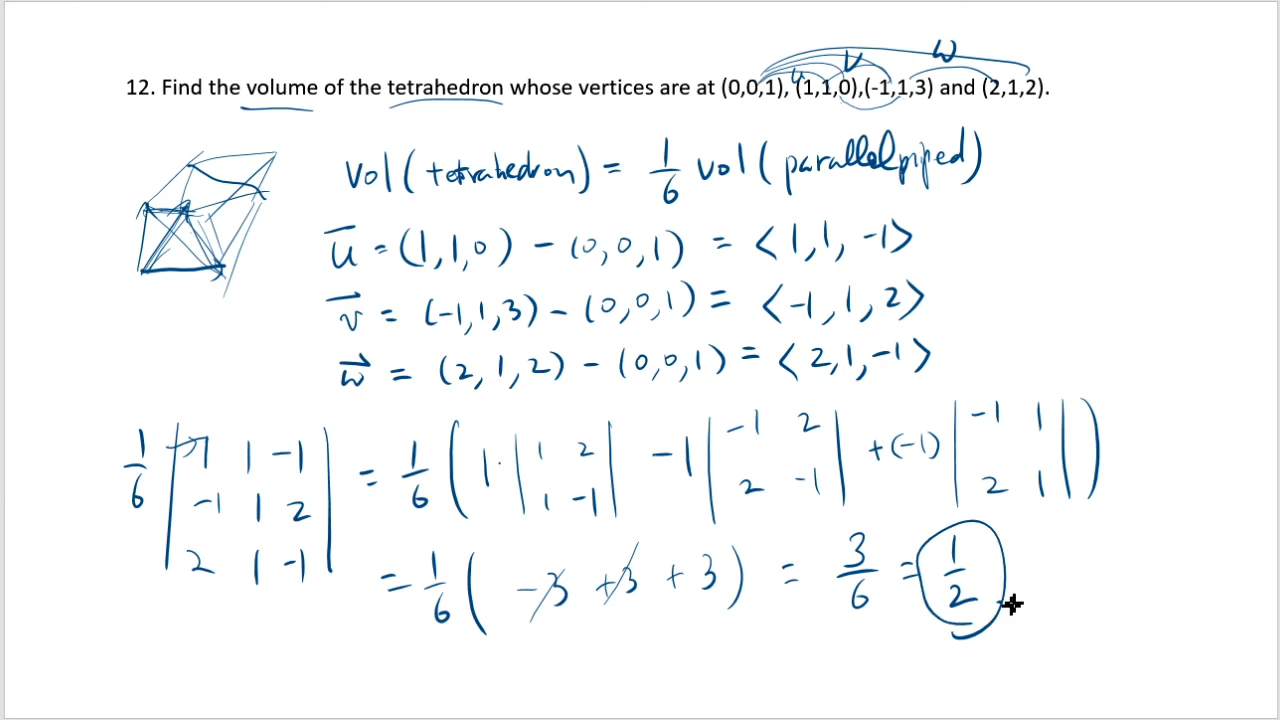 w
v
u
12. Find the volume of the tetrahedron whose vertices are at (0,0,1), (1,1,0),(-1,1,3) and (2,1,2).
Vol(tetrahedron) = 1/6 vol(parallelpiped)
u⃗ = (1,1,0) - (0,0,1) = <1,1,-1>
v⃗ = (-1,1,3) - (0,0,1) = <-1,1,2>
w⃗ = (2,1,2) - (0,0,1) = <2,1,-1>
1/6 |1 1 -1; -1 1 2; 2 1 -1| = 1/6 (1·|1 2; 1 -1| -1|-1 2; 2 -1| +(-1)|-1 1; 2 1|)
= 1/6 (-3 +3 +3) = 3/6 = 1/2